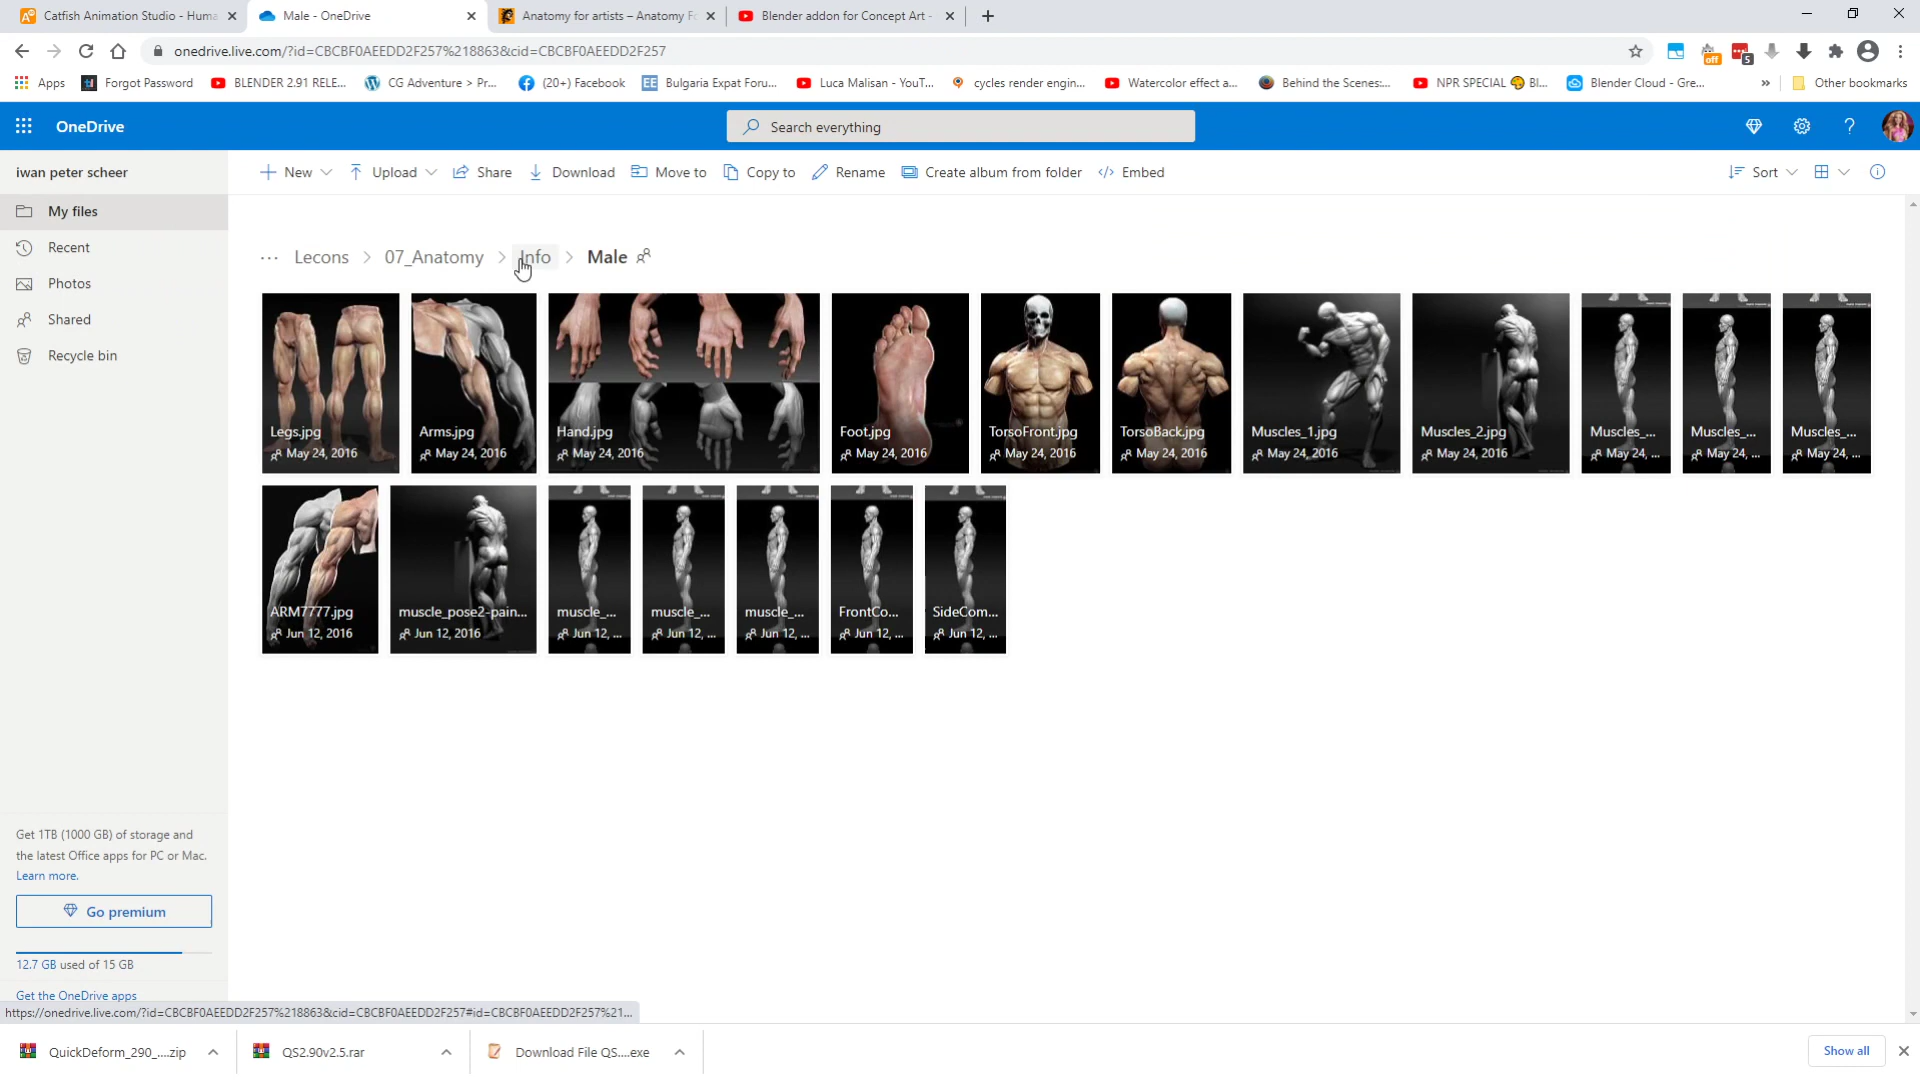 Catfish Animation Studio - Huma
Male - OneDrive
Anatomy for artists – Anatomy F
Blender addon for Concept Art -
onedrive.live.com/?id=CBCBF0AEEDD2F257%218863&cid=CBCBF0AEEDD2F257
off
5
Apps
Forgot Password
BLENDER 2.91 RELE...
CG Adventure > Pr...
(20+) Facebook
EE
Bulgaria Expat Foru...
Luca Malisan - YouT...
cycles render engin...
Watercolor effect a...
Behind the Scenes:...
NPR SPECIAL Bl...
Blender Cloud - Gre...
»
Other bookmarks
OneDrive
Search everything
iwan peter scheer
New
Upload
Share
Download
Move to
Copy to
Rename
Create album from folder
Embed
Sort
My files
Recent
Photos
Shared
Recycle bin
··· Lecons > 07_Anatomy > Info > Male
Legs.jpg
May 24, 2016
Arms.jpg
May 24, 2016
Hand.jpg
May 24, 2016
Foot.jpg
May 24, 2016
TorsoFront.jpg
May 24, 2016
TorsoBack.jpg
May 24, 2016
Muscles_1.jpg
May 24, 2016
Muscles_2.jpg
May 24, 2016
Muscles_...
May 24, ...
Muscles_...
May 24, ...
Muscles_...
May 24, ...
ARM7777.jpg
Jun 12, 2016
muscle_pose2-pain...
Jun 12, 2016
muscle_...
Jun 12, ...
muscle_...
Jun 12, ...
muscle_...
Jun 12, ...
FrontCo...
Jun 12, ...
SideCom...
Jun 12, ...
Get 1TB (1000 GB) of storage and
the latest Office apps for PC or Mac.
Learn more.
Go premium
12.7 GB used of 15 GB
Get the OneDrive apps
https://onedrive.live.com/?id=CBCBF0AEEDD2F257%218863&cid=CBCBF0AEEDD2F257#id=CBCBF0AEEDD2F257%21...
QuickDeform_290_....zip
QS2.90v2.5.rar
Download File QS....exe
Show all